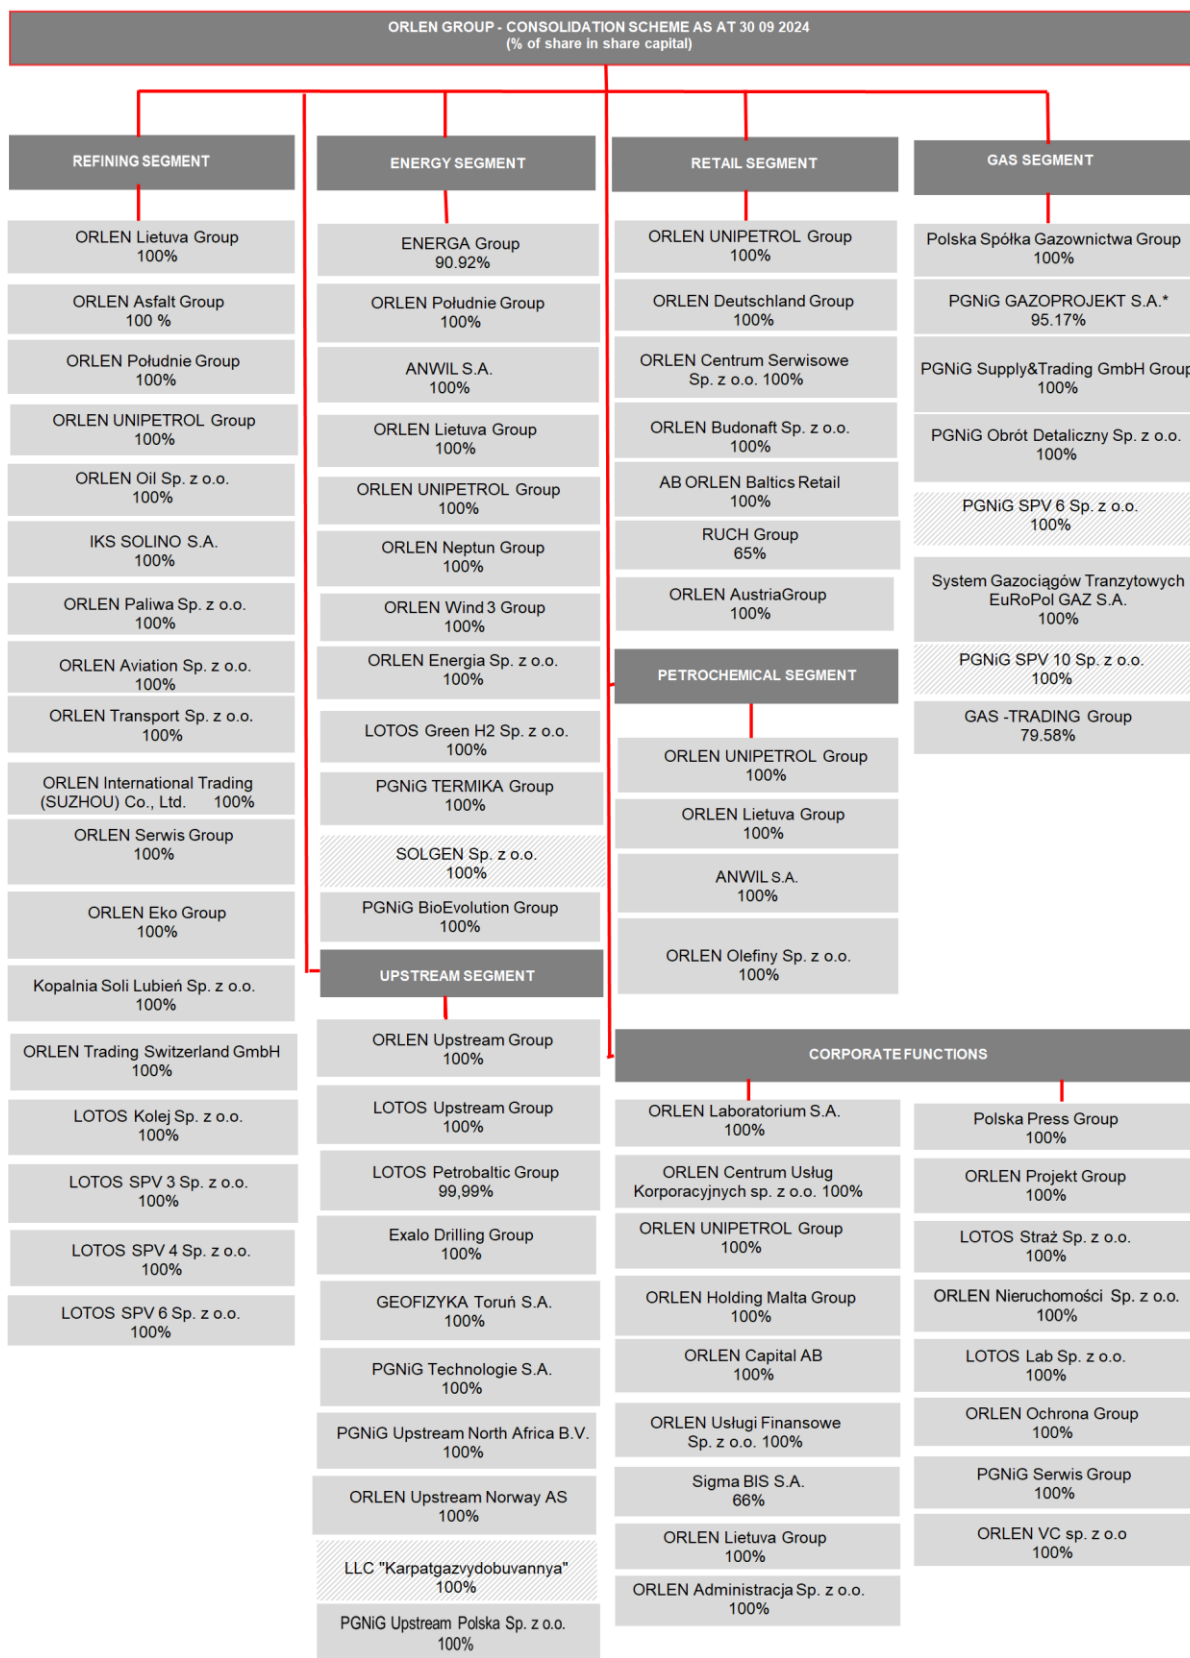 ORLEN GROUP - CONSOLIDATION SCHEME AS AT 30 09 2024
(% of share in share capital)
REFINING SEGMENT
ORLEN Lietuva Group
100%
ORLEN Asfalt Group
100 %
ORLEN Południe Group
100%
ORLEN UNIPETROL Group
100%
ORLEN Oil Sp. z o.o.
100%
IKS SOLINO S.A.
100%
ORLEN Paliwa Sp. z o.o.
100%
ORLEN Aviation Sp. z o.o.
100%
ORLEN Transport Sp. z o.o.
100%
ORLEN International Trading
(SUZHOU) Co., Ltd. 100%
ORLEN Serwis Group
100%
ORLEN Eko Group
100%
Kopalnia Soli Lubień Sp. z o.o.
100%
ORLEN Trading Switzerland GmbH
100%
LOTOS Kolej Sp. z o.o.
100%
LOTOS SPV 3 Sp. z o.o.
100%
LOTOS SPV 4 Sp. z o.o.
100%
LOTOS SPV 6 Sp. z o.o.
100%
ENERGY SEGMENT
ENERGA Group
90.92%
ORLEN Południe Group
100%
ANWIL S.A.
100%
ORLEN Lietuva Group
100%
ORLEN UNIPETROL Group
100%
ORLEN Neptun Group
100%
ORLEN Wind 3 Group
100%
ORLEN Energia Sp. z o.o.
100%
LOTOS Green H2 Sp. z o.o.
100%
PGNiG TERMIKA Group
100%
SOLGEN Sp. z o.o.
100%
PGNiG BioEvolution Group
100%
UPSTREAM SEGMENT
ORLEN Upstream Group
100%
LOTOS Upstream Group
100%
LOTOS Petrobaltic Group
99,99%
Exalo Drilling Group
100%
GEOFIZYKA Toruń S.A.
100%
PGNiG Technologie S.A.
100%
PGNiG Upstream North Africa B.V.
100%
ORLEN Upstream Norway AS
100%
LLC "Karpatgazvydobuvannya"
100%
PGNiG Upstream Polska Sp. z o.o.
100%
RETAIL SEGMENT
ORLEN UNIPETROL Group
100%
ORLEN Deutschland Group
100%
ORLEN Centrum Serwisowe
Sp. z o.o. 100%
ORLEN Budonaft Sp. z o.o.
100%
AB ORLEN Baltics Retail
100%
RUCH Group
65%
ORLEN AustriaGroup
100%
PETROCHEMICAL SEGMENT
ORLEN UNIPETROL Group
100%
ORLEN Lietuva Group
100%
ANWIL S.A.
100%
ORLEN Olefiny Sp. z o.o.
100%
GAS SEGMENT
Polska Spółka Gazownictwa Group
100%
PGNiG GAZOPROJEKT S.A.*
95.17%
PGNiG Supply&Trading GmbH Group
100%
PGNiG Obrót Detaliczny Sp. z o.o.
100%
PGNiG SPV 6 Sp. z o.o.
100%
System Gazociągów Tranzytowych
EuRoPol GAZ S.A.
100%
PGNiG SPV 10 Sp. z o.o.
100%
GAS -TRADING Group
79.58%
CORPORATE FUNCTIONS
ORLEN Laboratorium S.A.
100%
ORLEN Centrum Usług
Korporacyjnych sp. z o.o. 100%
ORLEN UNIPETROL Group
100%
ORLEN Holding Malta Group
100%
ORLEN Capital AB
100%
ORLEN Usługi Finansowe
Sp. z o.o. 100%
Sigma BIS S.A.
66%
ORLEN Lietuva Group
100%
ORLEN Administracja Sp. z o.o.
100%
Polska Press Group
100%
ORLEN Projekt Group
100%
LOTOS Straż Sp. z o.o.
100%
ORLEN Nieruchomości Sp. z o.o.
100%
LOTOS Lab Sp. z o.o.
100%
ORLEN Ochrona Group
100%
PGNiG Serwis Group
100%
ORLEN VC sp. z o.o
100%